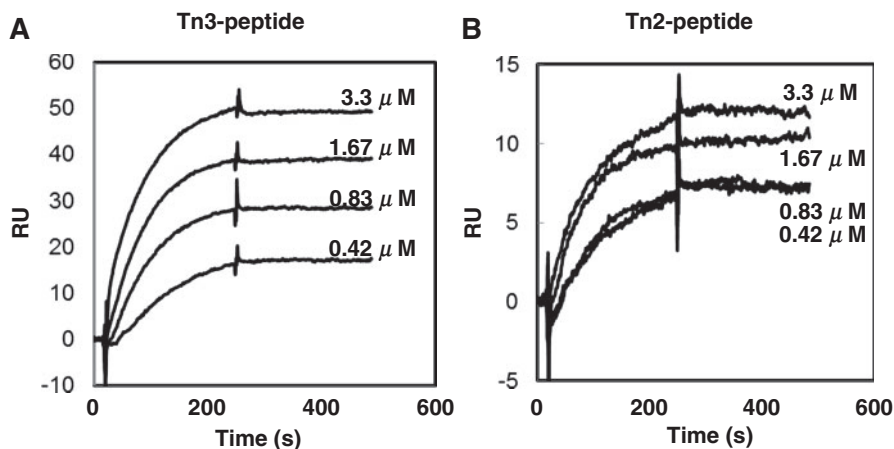 A
Tn3-peptide
60
50
40
30
20
10
0
-10
RU
3.3 μ M
1.67 μ M
0.83 μ M
0.42 μ M
0
200
400
600
Time (s)
B
Tn2-peptide
15
10
5
0
-5
RU
3.3 μ M
1.67 μ M
0.83 μ M
0.42 μ M
0
200
400
600
Time (s)